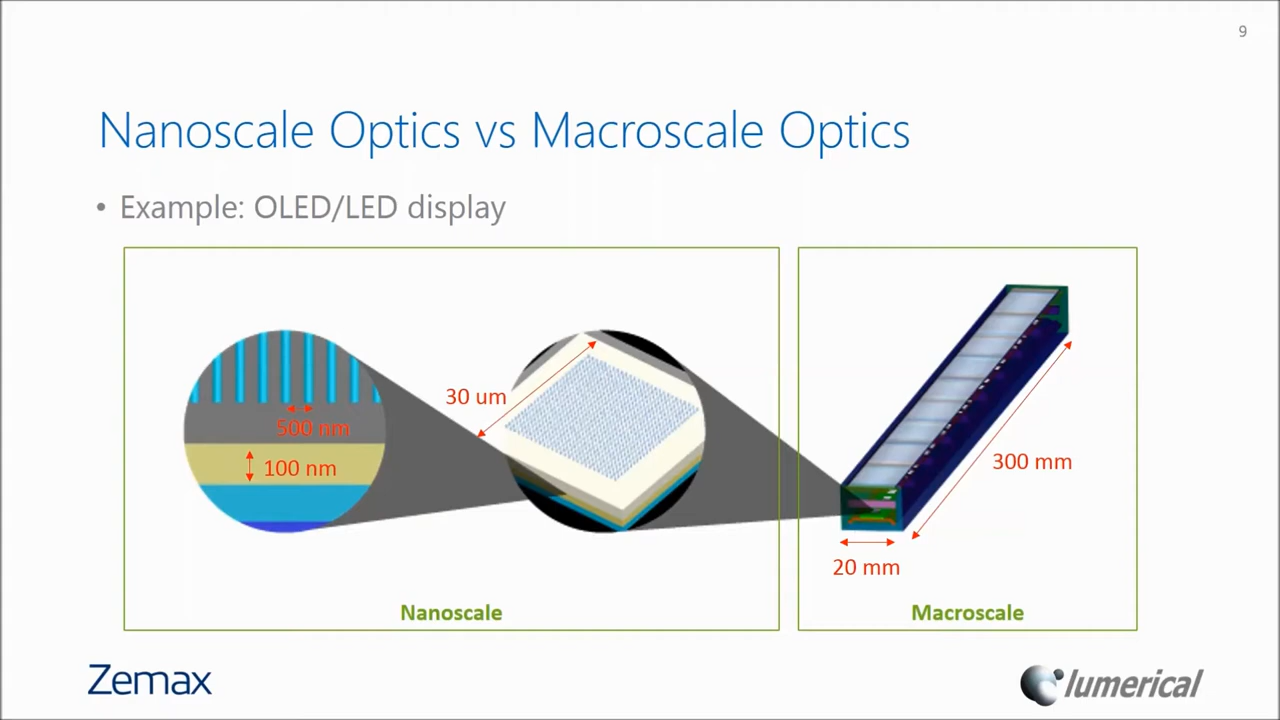 9
Nanoscale Optics vs Macroscale Optics
• Example: OLED/LED display
500 nm
100 nm
30 um
300 mm
20 mm
Nanoscale
Macroscale
Zemax
lumerical